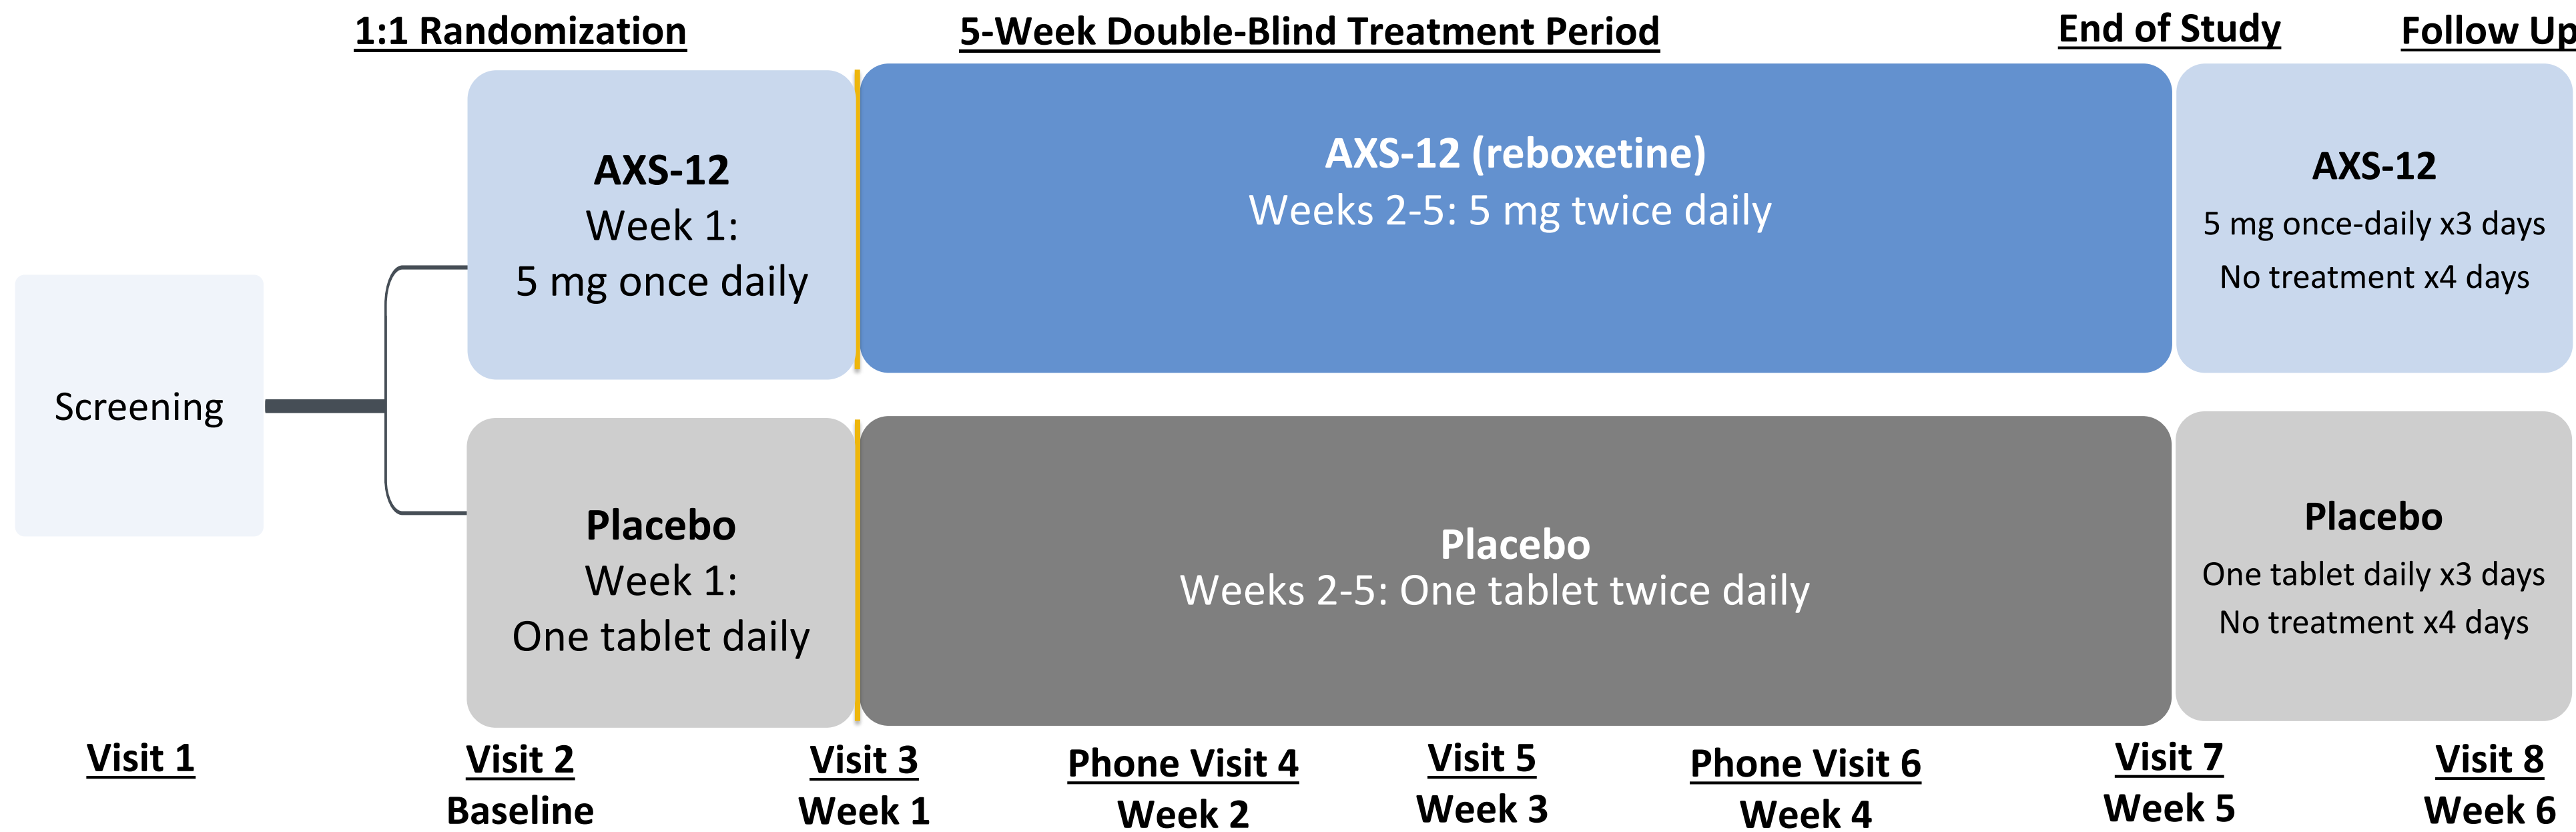 1:1 Randomization
5-Week Double-Blind Treatment Period
End of Study
Follow Up
Screening
AXS-12
Week 1:
5 mg once daily
AXS-12 (reboxetine)
Weeks 2-5: 5 mg twice daily
AXS-12
5 mg once-daily x3 days
No treatment x4 days
Placebo
Week 1:
One tablet daily
Placebo
Weeks 2-5: One tablet twice daily
Placebo
One tablet daily x3 days
No treatment x4 days
Visit 1
Visit 2
Baseline
Visit 3
Week 1
Phone Visit 4
Week 2
Visit 5
Week 3
Phone Visit 6
Week 4
Visit 7
Week 5
Visit 8
Week 6